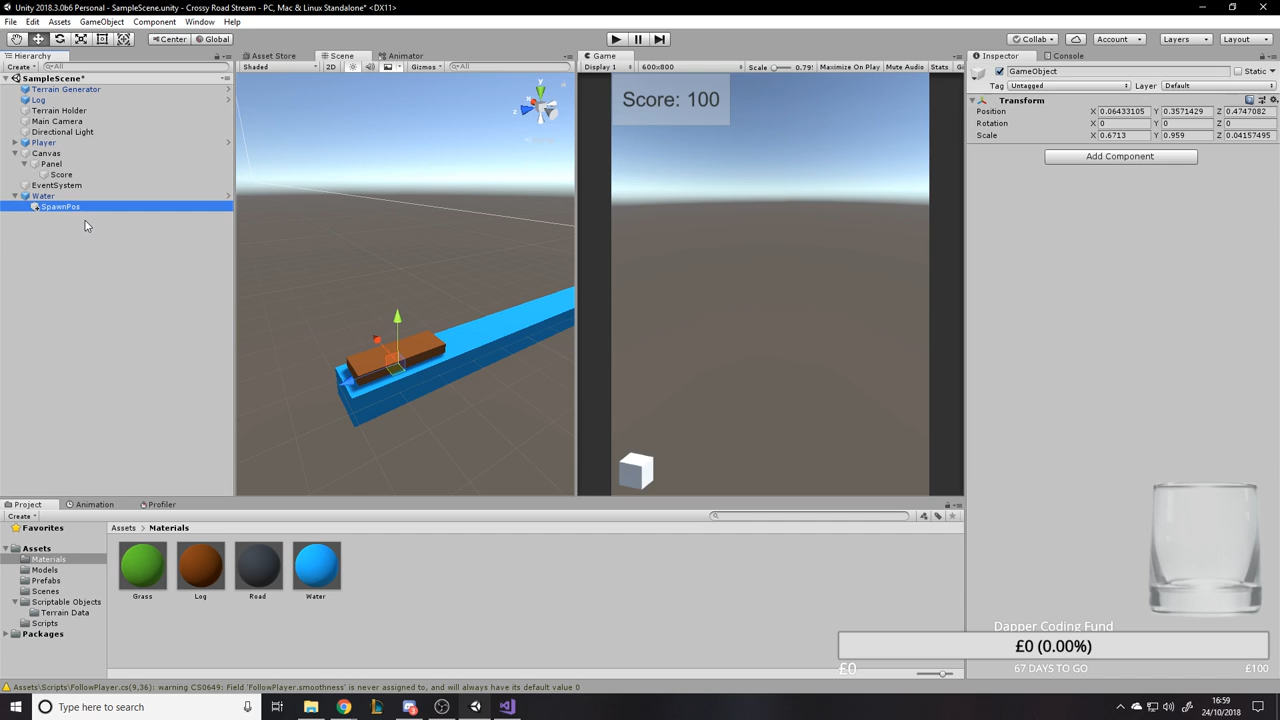 Unity 2018.3.0b6 Personal - SampleScene.unity - Crossy Road Stream - PC, Mac & Linux Standalone* <DX11>
File Edit Assets GameObject Component Window Help
Center Global Collab Account Layers Layout
Hierarchy Asset Store Scene Animator Game Inspector Console
Create All Shaded 2D Gizmos All Display 1 600x800 Scale 0.79 Maximize On Play Mute Audio Stats Gi
GameObject Static
SampleScene*
Tag Untagged Layer Default
Terrain Generator
Transform
Log
Position X 0.06433105 Y 0.3571429 Z 0.4747082
Terrain Holder
Rotation X 0 Y 0 Z 0
Main Camera
Scale X 0.6713 Y 0.959 Z 0.04157495
Directional Light
Player
Add Component
Canvas
Panel
Score
EventSystem
Water
SpawnPos
y
x
z
Score: 100
Project Animation Profiler
Create
Favorites
Assets > Materials
Assets
Materials
Models
Prefabs
Scenes
Scriptable Objects
Terrain Data
Scripts
Packages
Grass Log Road Water
Dapper Coding Fund
£0 (0.00%)
£0 67 DAYS TO GO £100
Assets\Scripts\FollowPlayer.cs(9,36): warning CS0649: Field 'FollowPlayer.smoothness' is never assigned to, and will always have its default value 0
Type here to search
16:59
24/10/2018